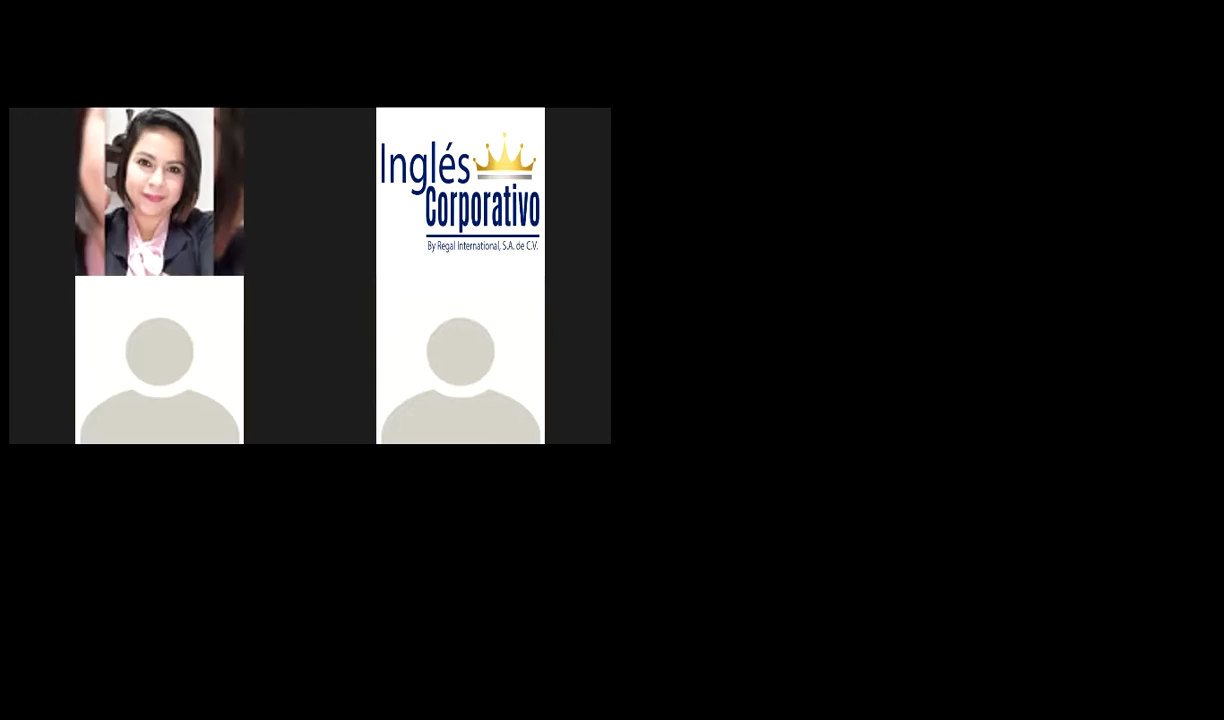 Inglés
Corporativo
By Regal International, S.A. de C.V.